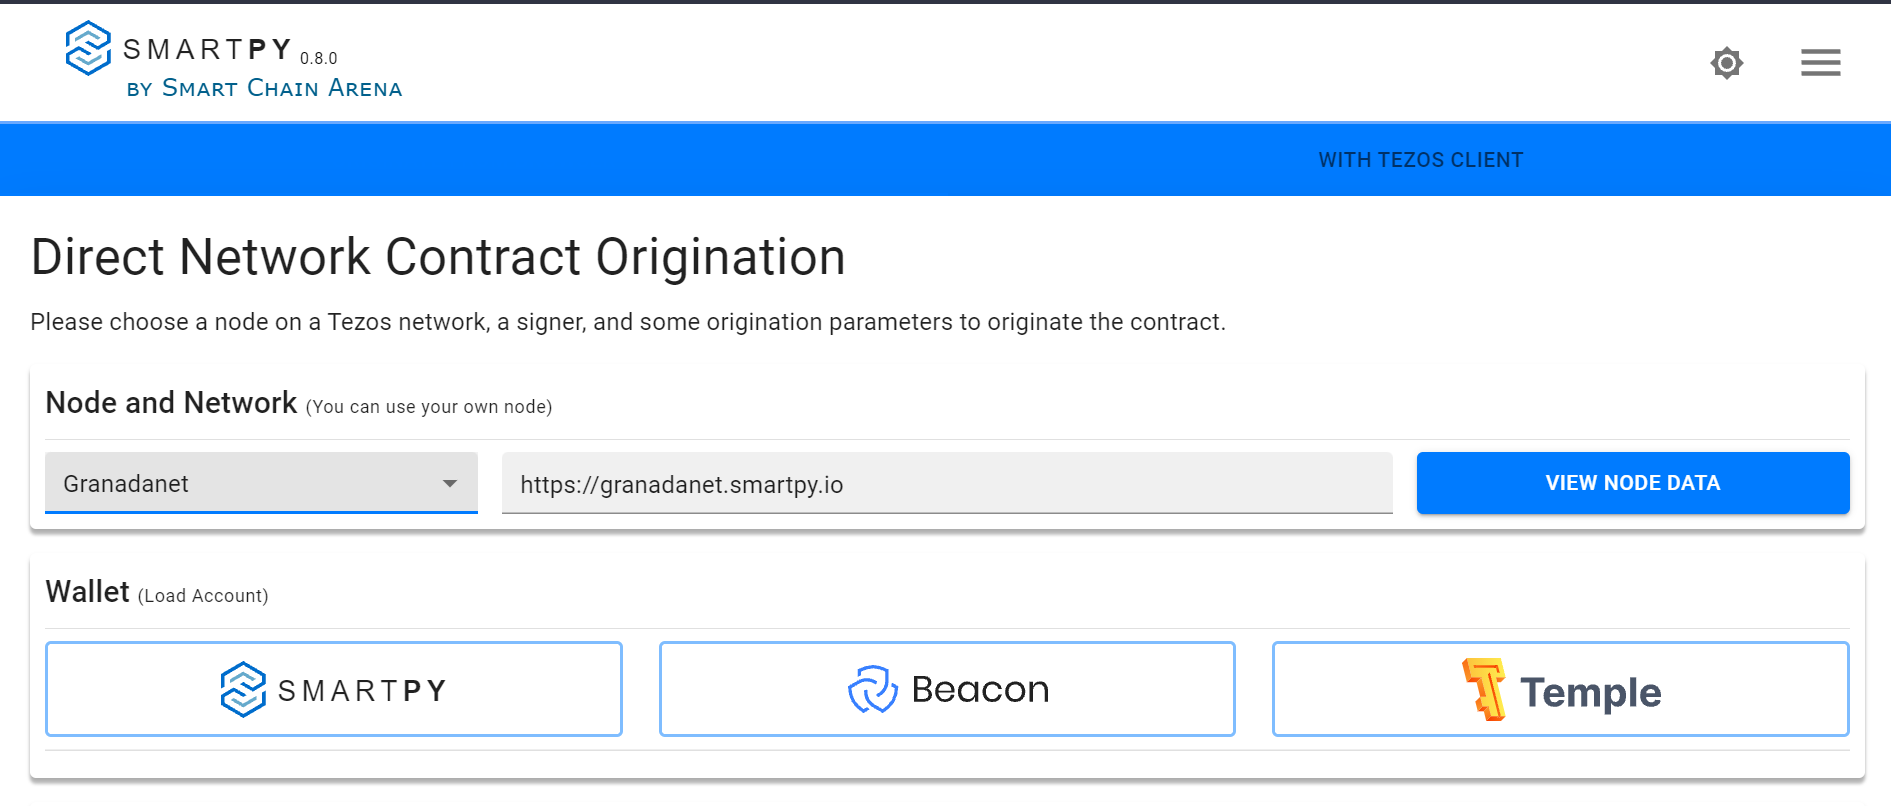 SMARTPY 0.8.0
BY SMART CHAIN ARENA
WITH TEZOS CLIENT
Direct Network Contract Origination
Please choose a node on a Tezos network, a signer, and some origination parameters to originate the contract.
Node and Network (You can use your own node)
Granadanet
https://granadanet.smartpy.io
VIEW NODE DATA
Wallet (Load Account)
SMARTPY
Beacon
Temple